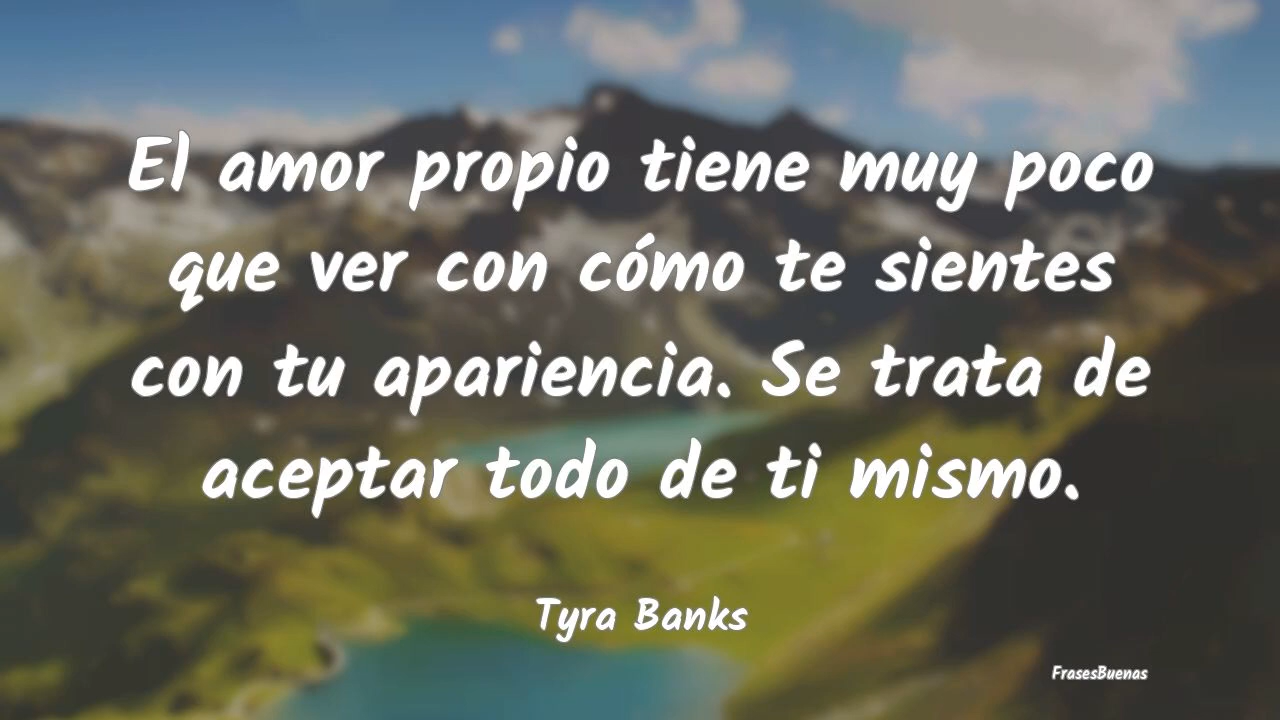 El amor propio tiene muy poco
que ver con cómo te sientes
con tu apariencia. Se trata de
aceptar todo de ti mismo.
Tyra Banks
FrasesBuenas